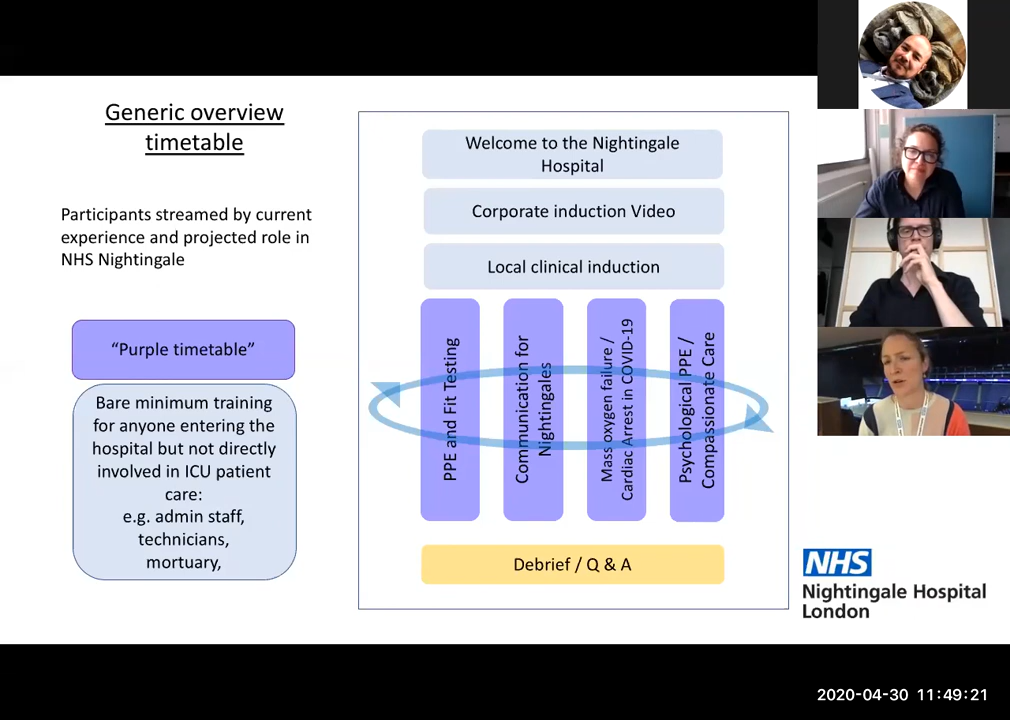 Generic overview
timetable
Participants streamed by current
experience and projected role in
NHS Nightingale
“Purple timetable”
Bare minimum training
for anyone entering the
hospital but not directly
involved in ICU patient
care:
e.g. admin staff,
technicians,
mortuary,
Welcome to the Nightingale
Hospital
Corporate induction Video
Local clinical induction
PPE and Fit Testing
Communication for
Nightingales
Mass oxygen failure /
Cardiac Arrest in COVID-19
Psychological PPE /
Compassionate Care
Debrief / Q & A
NHS
Nightingale Hospital
London
2020-04-30 11:49:21